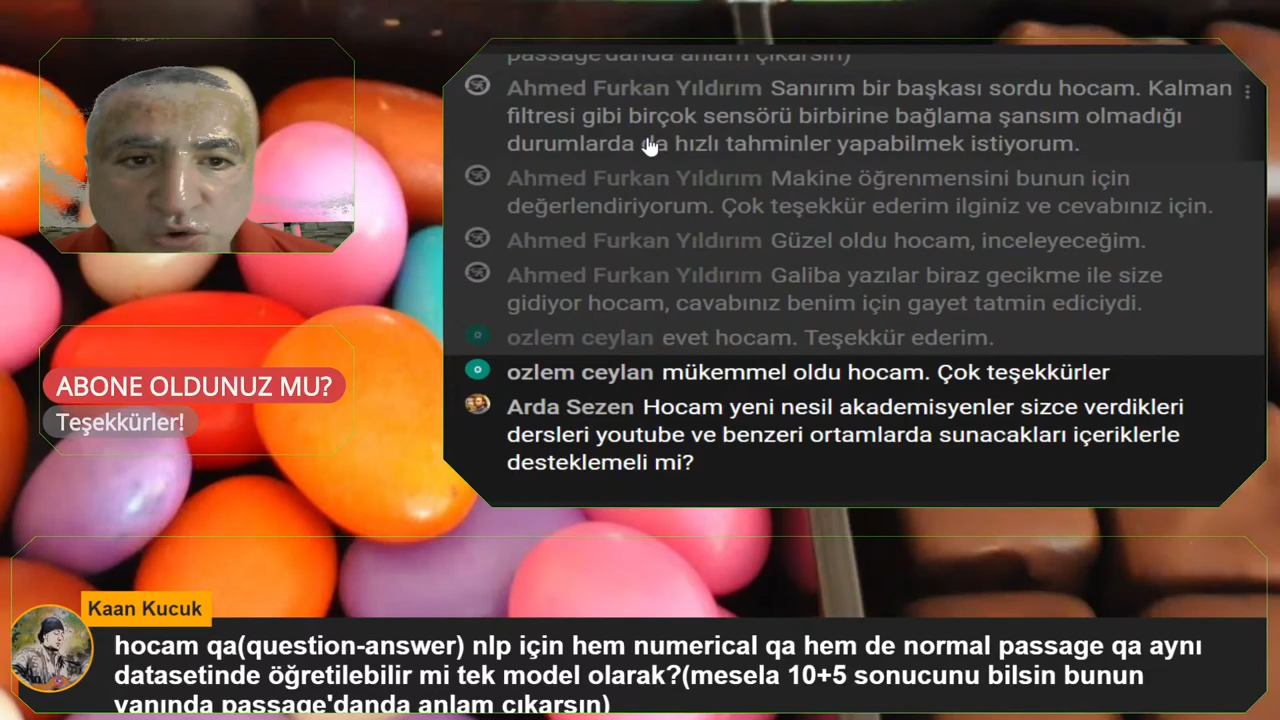 passage'danda anlam çıkarsın)
Ahmed Furkan Yıldırım Sanırım bir başkası sordu hocam. Kalman
filtresi gibi birçok sensörü birbirine bağlama şansım olmadığı
durumlarda da hızlı tahminler yapabilmek istiyorum.
Ahmed Furkan Yıldırım Makine öğrenmensini bunun için
değerlendiriyorum. Çok teşekkür ederim ilginiz ve cevabınız için.
Ahmed Furkan Yıldırım Güzel oldu hocam, inceleyeceğim.
Ahmed Furkan Yıldırım Galiba yazılar biraz gecikme ile size
gidiyor hocam, cavabınız benim için gayet tatmin ediciydi.
ozlem ceylan evet hocam. Teşekkür ederim.
ozlem ceylan mükemmel oldu hocam. Çok teşekkürler
Arda Sezen Hocam yeni nesil akademisyenler sizce verdikleri
dersleri youtube ve benzeri ortamlarda sunacakları içeriklerle
desteklemeli mi?
ABONE OLDUNUZ MU?
Teşekkürler!
Kaan Kucuk
hocam qa(question-answer) nlp için hem numerical qa hem de normal passage qa aynı
datasetinde öğretilebilir mi tek model olarak?(mesela 10+5 sonucunu bilsin bunun
yanında passage'danda anlam çıkarsın)